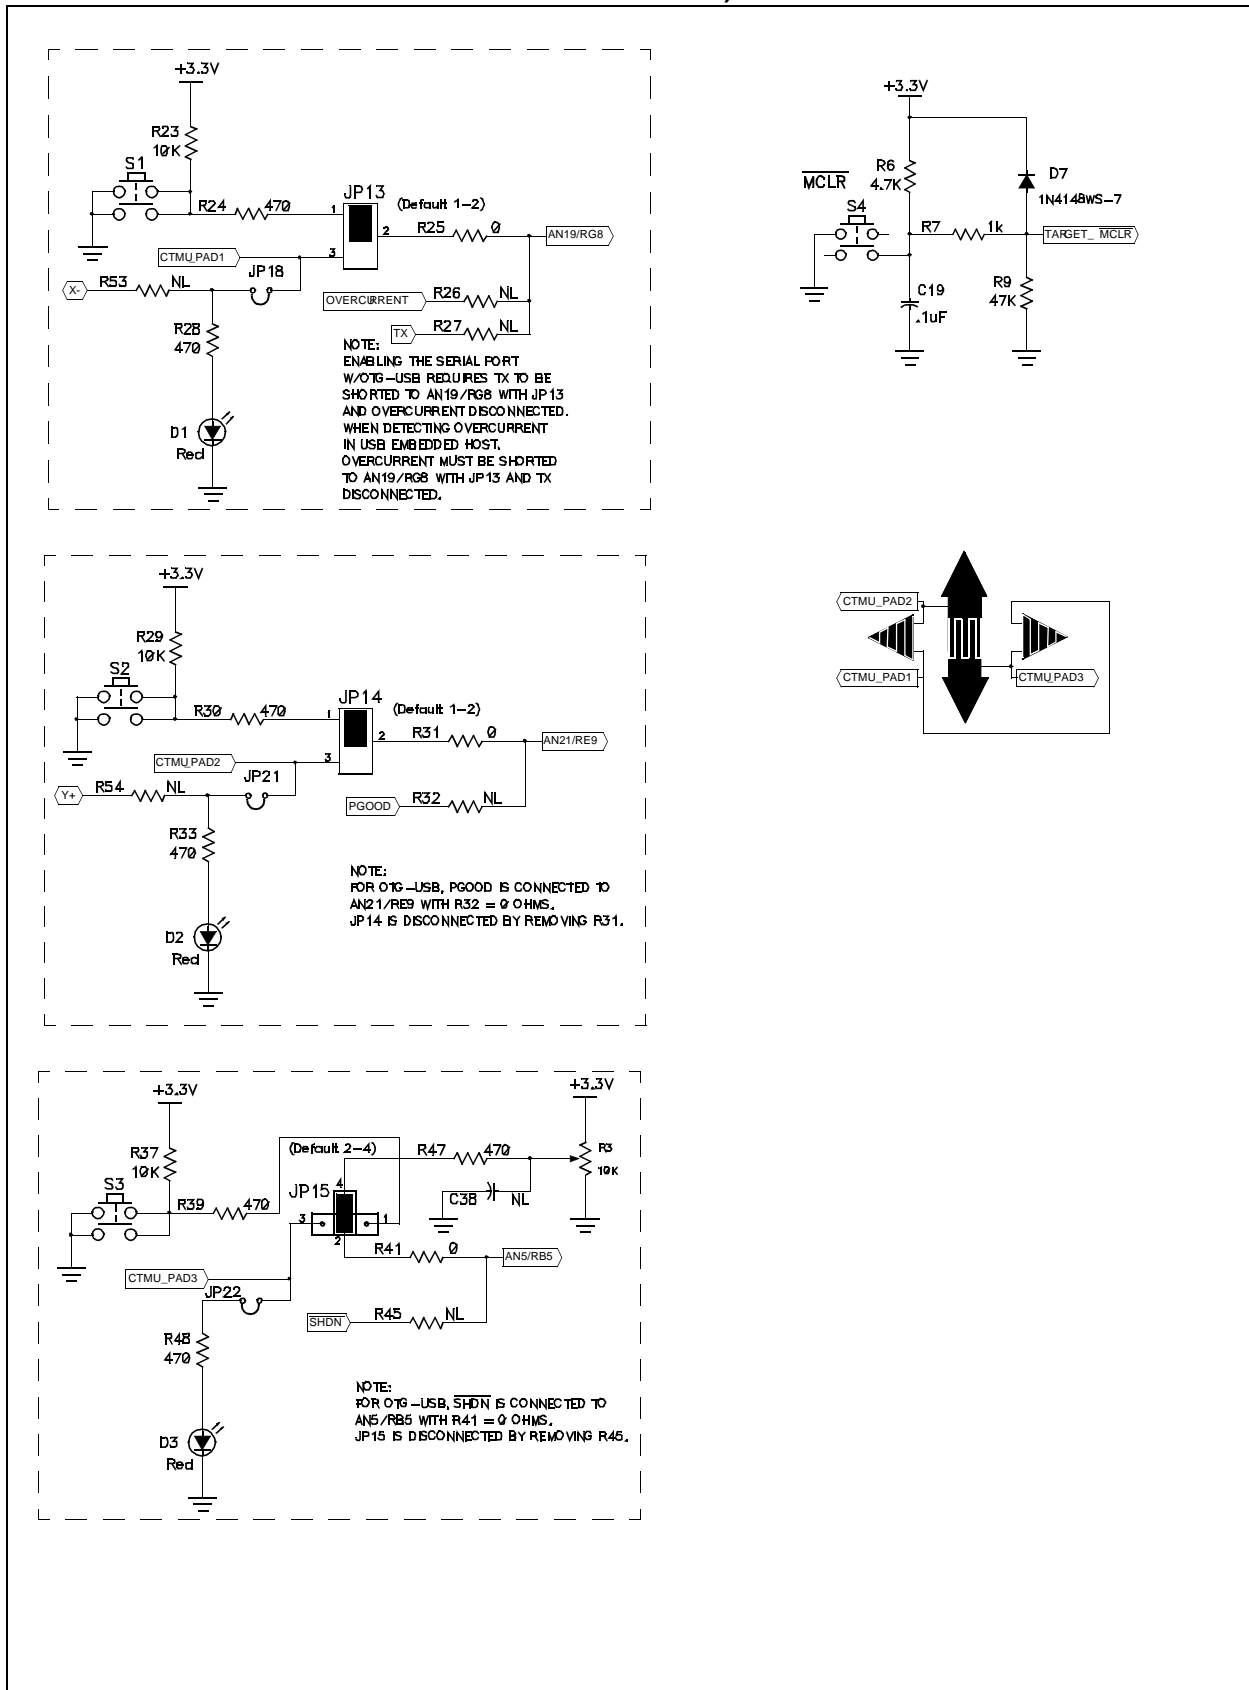 +3.3V
R23
10K
S1
R24 470
JP13
(Default 1-2)
1
2
3
R25 0
AN19/RG8
CTMU_PAD1
JP18
X-
R53 NL
OVERCURRENT
R26 NL
TX
R27 NL
R28
470
D1
Red
NOTE:
ENABLING THE SERIAL PORT
W/OTG-USB REQUIRES TX TO BE
SHORTED TO AN19/RG8 WITH JP13
AND OVERCURRENT DISCONNECTED.
WHEN DETECTING OVERCURRENT
IN USB EMBEDDED HOST.
OVERCURRENT MUST BE SHORTED
TO AN19/RG8 WITH JP13 AND TX
DISCONNECTED.
+3.3V
MCLR
S4
R6
4.7K
D7
1N4148WS-7
R7 1k
TARGET_ MCLR
C19
.1uF
R9
47K
+3.3V
R29
10K
S2
R30 470
JP14
(Default 1-2)
1
2
3
R31 0
AN21/RE9
CTMU_PAD2
JP21
Y+
R54 NL
PGOOD
R32 NL
R33
470
D2
Red
NOTE:
FOR OTG-USB, PGOOD IS CONNECTED TO
AN21/RE9 WITH R32 = 0 OHMS.
JP14 IS DISCONNECTED BY REMOVING R31.
CTMU_PAD2
CTMU_PAD1
CTMU_PAD3
+3.3V
R37
10K
S3
R39 470
(Default 2-4)
JP15
4
3
1
2
R47 470
+3.3V
R3
10K
C38 NL
R41 0
AN5/RB5
CTMU_PAD3
JP22
SHDN
R45 NL
R48
470
D3
Red
NOTE:
FOR OTG-USB, SHDN IS CONNECTED TO
AN5/RB5 WITH R41 = 0 OHMS.
JP15 IS DISCONNECTED BY REMOVING R45.